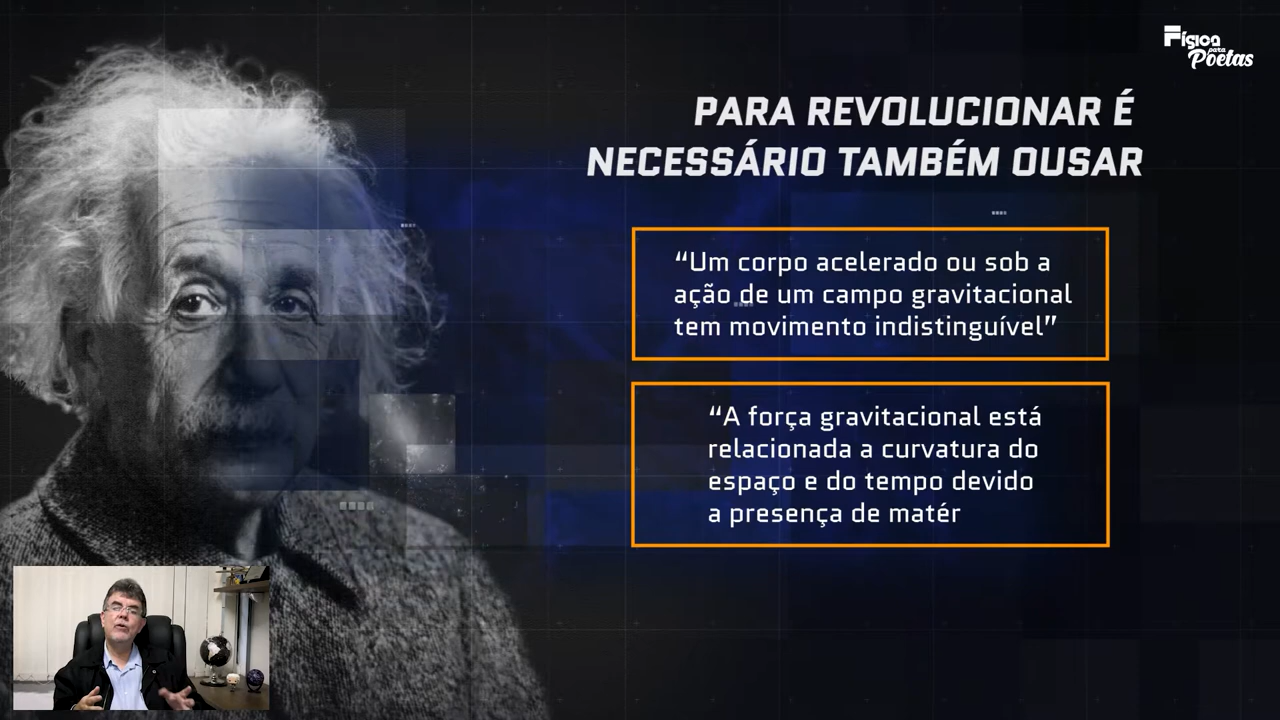 Física
para
Poetas
PARA REVOLUCIONAR É
NECESSÁRIO TAMBÉM OUSAR
“Um corpo acelerado ou sob a
ação de um campo gravitacional
tem movimento indistinguível”
“A força gravitacional está
relacionada a curvatura do
espaço e do tempo devido
a presença de matér